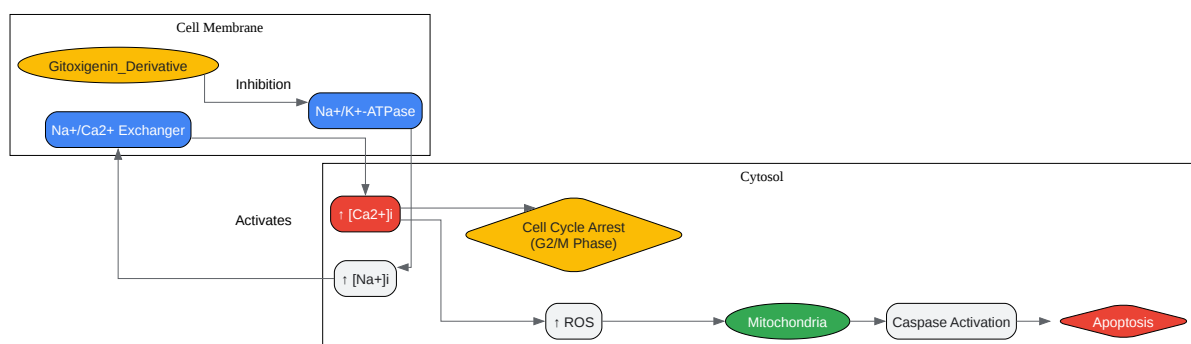 Cell Membrane
Gitoxigenin_Derivative
Inhibition
Na+/K+-ATPase
Na+/Ca2+ Exchanger
Cytosol
Activates
↑ [Ca2+]i
Cell Cycle Arrest
(G2/M Phase)
↑ [Na+]i
↑ ROS
Mitochondria
Caspase Activation
Apoptosis